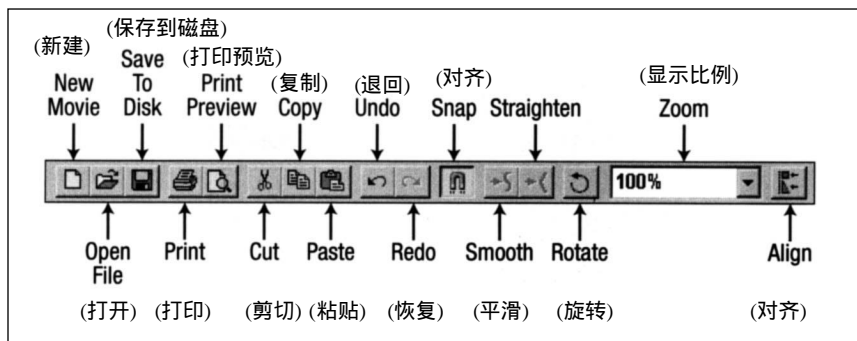 (保存到磁盘)
(新建)
(打印预览)
(复制)
(退回)
(对齐)
(显示比例)
New
Movie
Save
To
Disk
Print
Preview
Copy
Undo
Snap
Straighten
Zoom
100%
Open
File
Print
Cut
Paste
Redo
Smooth
Rotate
Align
(打开)
(打印)
(剪切)
(粘贴)
(恢复)
(平滑)
(旋转)
(对齐)